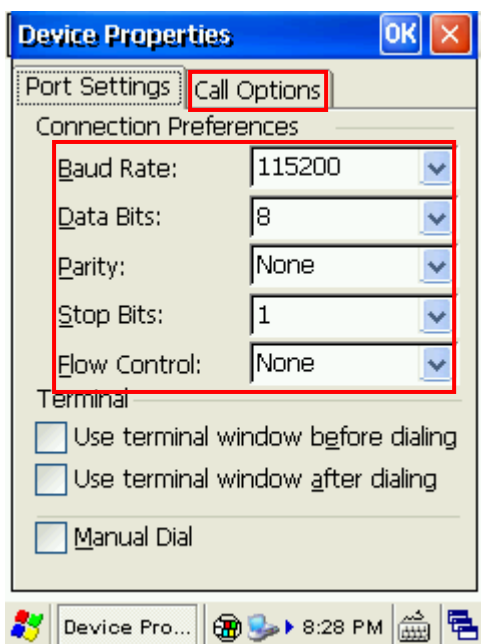 Device Properties OK
Port Settings Call Options
Connection Preferences
Baud Rate: 115200
Data Bits: 8
Parity: None
Stop Bits: 1
Flow Control: None
Terminal
Use terminal window before dialing
Use terminal window after dialing
Manual Dial
Device Pro... 8:28 PM